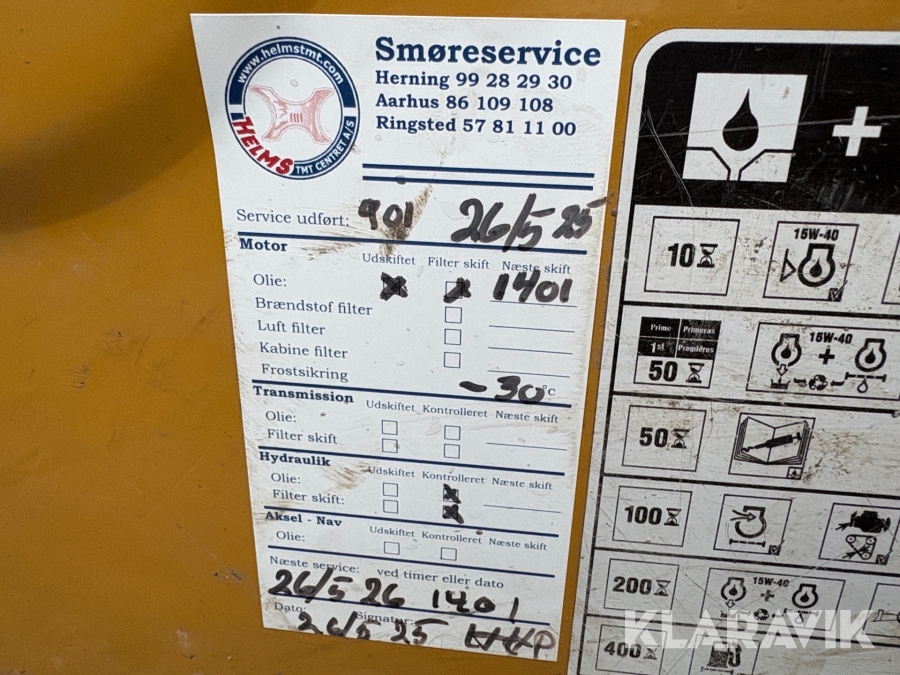 www.helmstmt.com
HELMS TMT CENTRET A/S
Smøreservice
Herning 99 28 29 30
Aarhus 86 109 108
Ringsted 57 81 11 00
Service udført: 901 26/5 25
Motor
Udskiftet Filter skift Næste skift
Olie: 1401
Brændstof filter
Luft filter
Kabine filter
Frostsikring -30 °C
Transmission
Udskiftet Kontrolleret Næste skift
Olie:
Filter skift
Hydraulik
Udskiftet Kontrolleret Næste skift
Olie:
Filter skift:
Aksel - Nav
Udskiftet Kontrolleret Næste skift
Olie:
Næste service: ved timer eller dato
26/5 26 1401
Dato: Signatur:
26/5 25
+
10 15W-40
Prime Primeras
1st Premières
50 15W-40 +
50
100
200 15W-40 +
400
KLARAVIK